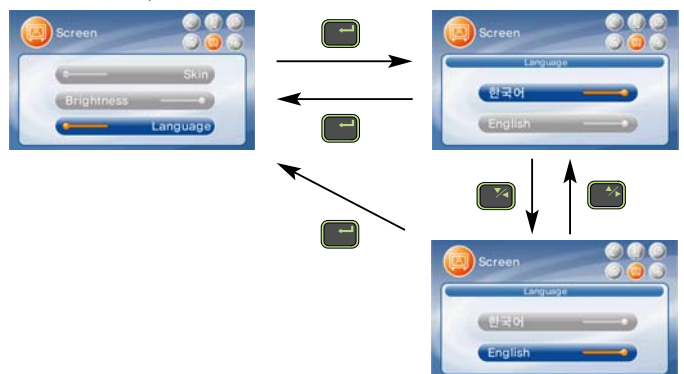 Screen
Skin
Brightness
Language
Screen
Language
한국어
English
Screen
Language
한국어
English